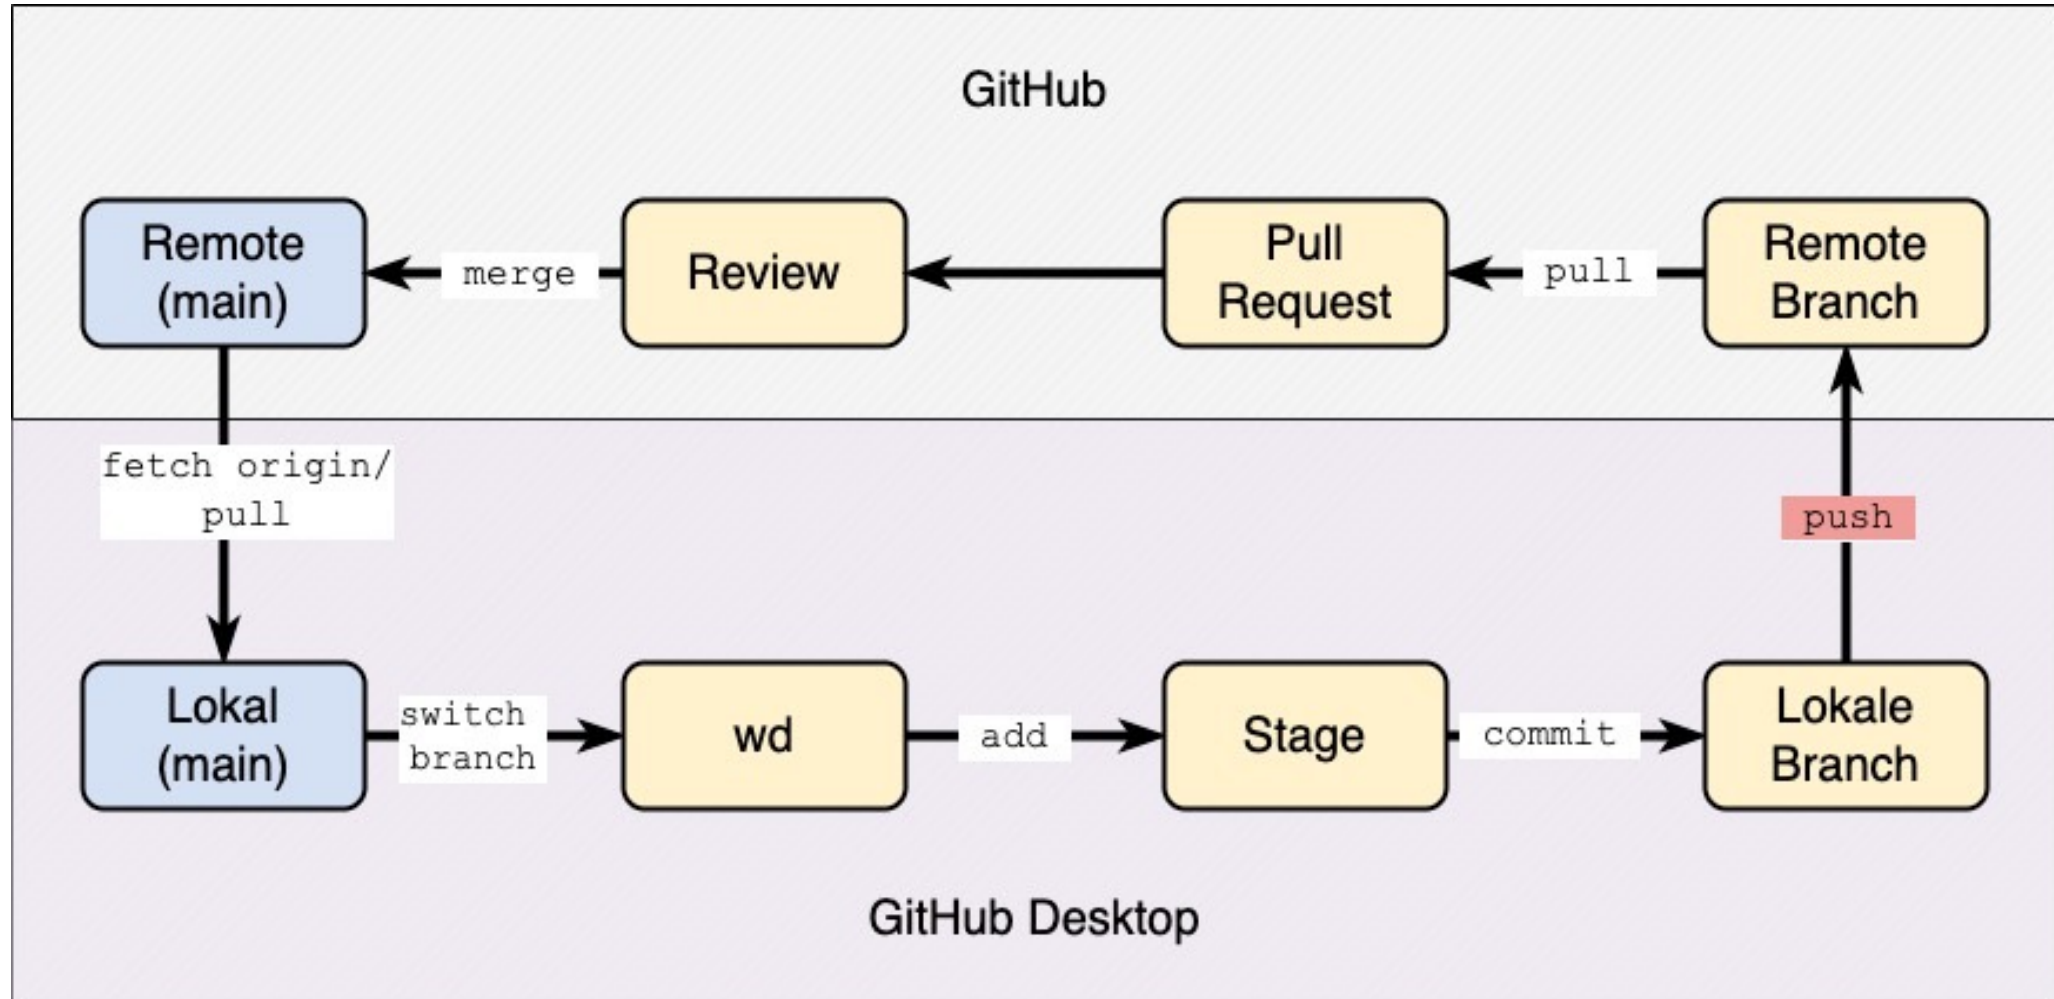 GitHub
Remote
(main)
merge
Review
Pull
Request
pull
Remote
Branch
fetch origin/
pull
push
Lokal
(main)
switch
branch
wd
add
Stage
commit
Lokale
Branch
GitHub Desktop